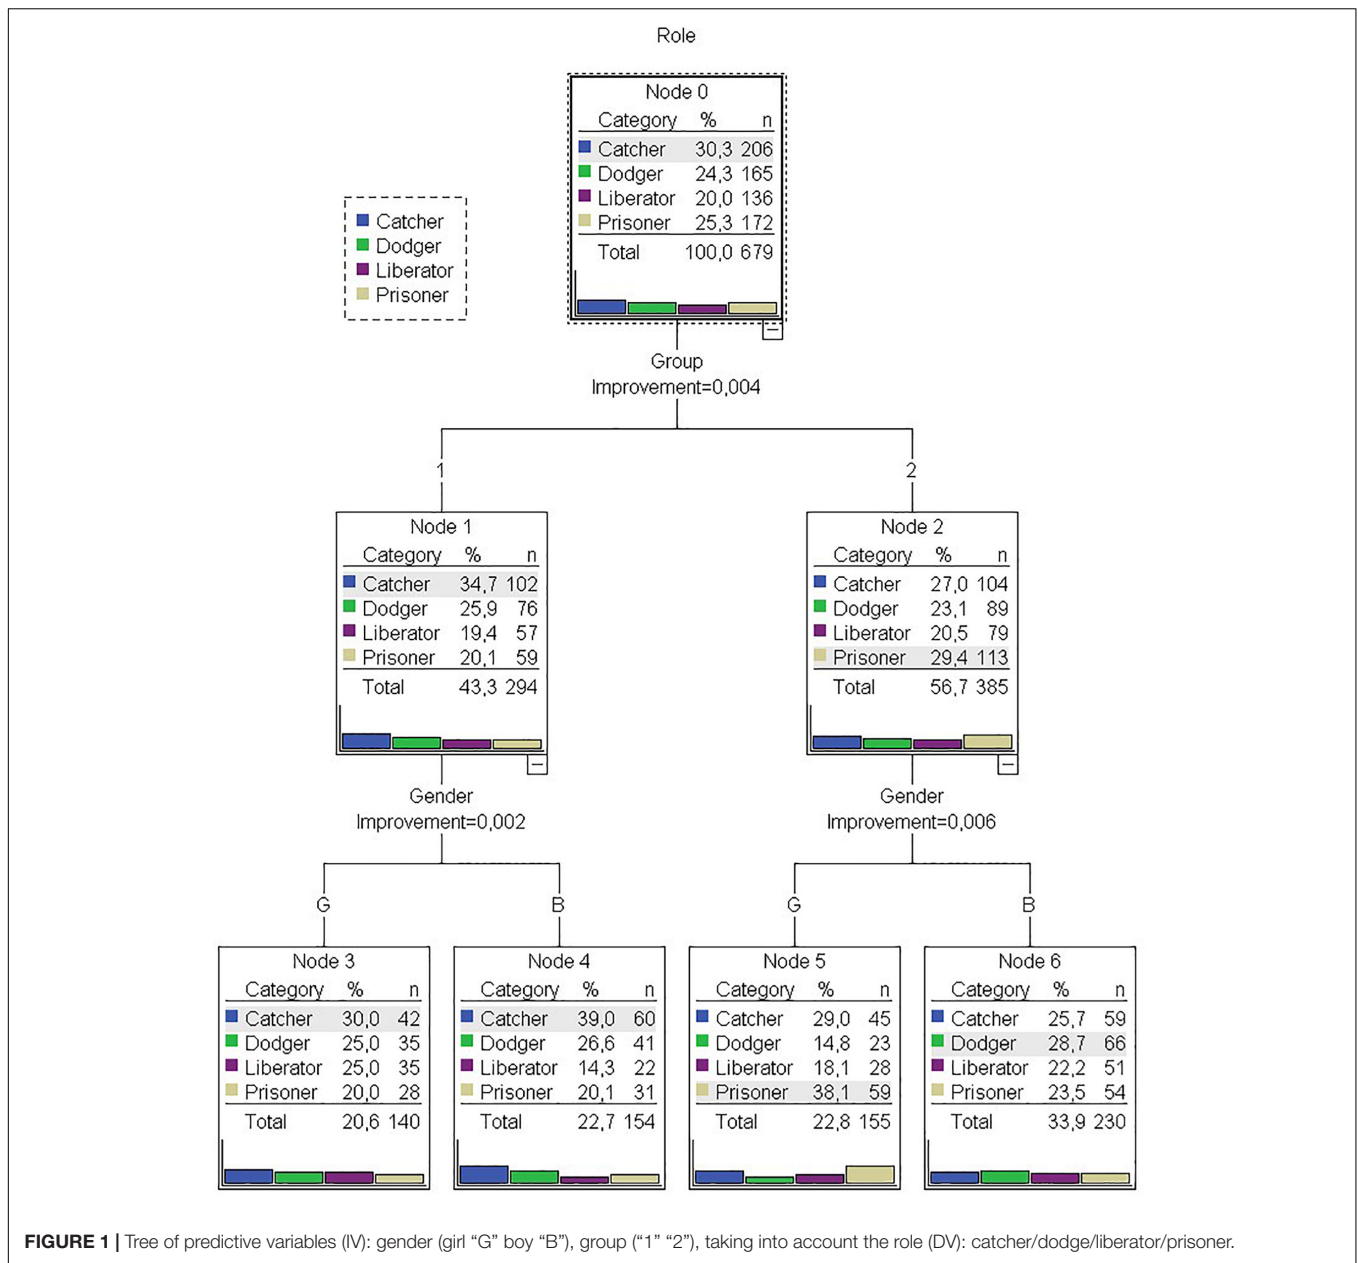 Role
Node 0
Category % n
Catcher 30,3 206
Dodger 24,3 165
Liberator 20,0 136
Prisoner 25,3 172
Total 100,0 679
Catcher
Dodger
Liberator
Prisoner
Group
Improvement=0,004
1
2
Node 1
Category % n
Catcher 34,7 102
Dodger 25,9 76
Liberator 19,4 57
Prisoner 20,1 59
Total 43,3 294
Node 2
Category % n
Catcher 27,0 104
Dodger 23,1 89
Liberator 20,5 79
Prisoner 29,4 113
Total 56,7 385
Gender
Improvement=0,002
Gender
Improvement=0,006
G
B
G
B
Node 3
Category % n
Catcher 30,0 42
Dodger 25,0 35
Liberator 25,0 35
Prisoner 20,0 28
Total 20,6 140
Node 4
Category % n
Catcher 39,0 60
Dodger 26,6 41
Liberator 14,3 22
Prisoner 20,1 31
Total 22,7 154
Node 5
Category % n
Catcher 29,0 45
Dodger 14,8 23
Liberator 18,1 28
Prisoner 38,1 59
Total 22,8 155
Node 6
Category % n
Catcher 25,7 59
Dodger 28,7 66
Liberator 22,2 51
Prisoner 23,5 54
Total 33,9 230
FIGURE 1 | Tree of predictive variables (IV): gender (girl “G” boy “B”), group (“1” “2”), taking into account the role (DV): catcher/dodge/liberator/prisoner.